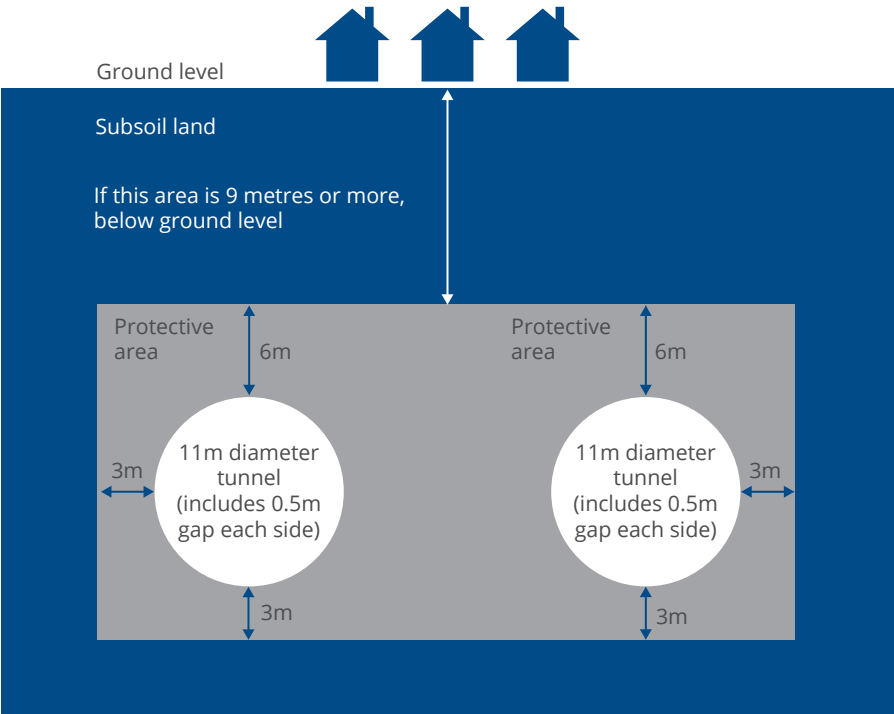 Ground level
Subsoil land
If this area is 9 metres or more,
below ground level
Protective
area
6m
Protective
area
6m
3m
11m diameter
tunnel
(includes 0.5m
gap each side)
11m diameter
tunnel
(includes 0.5m
gap each side)
3m
3m
3m